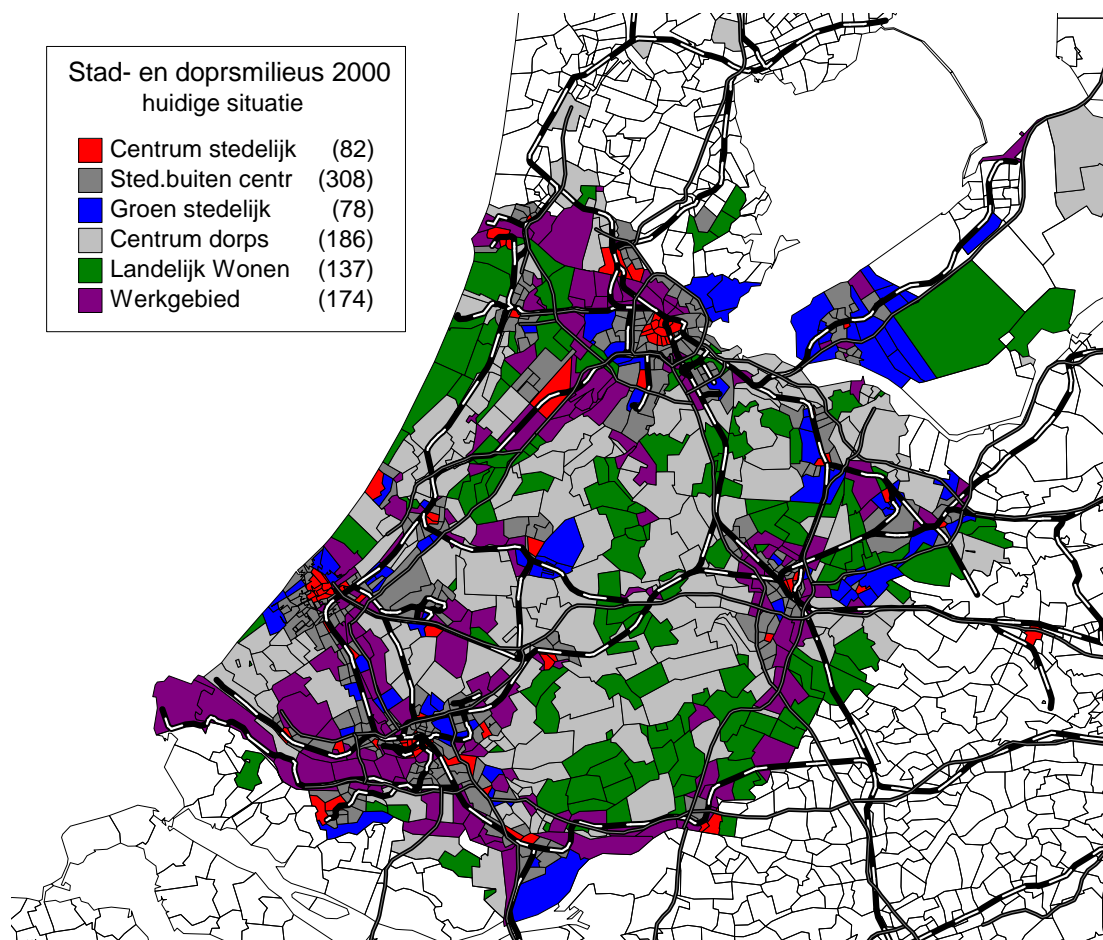 Stad- en doprsmilieus 2000
huidige situatie
Centrum stedelijk (82)
Sted.buiten centr (308)
Groen stedelijk (78)
Centrum dorps (186)
Landelijk Wonen (137)
Werkgebied (174)